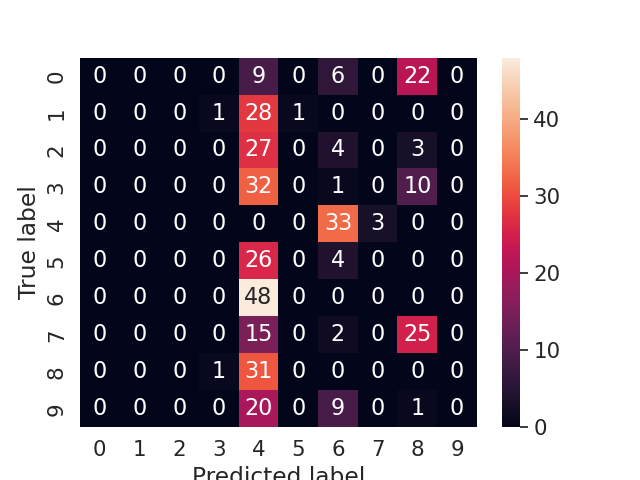 0 0 0 0 0 9 0 6 0 22 0
1 0 0 0 1 28 1 0 0 0 0
2 0 0 0 0 27 0 4 0 3 0
3 0 0 0 0 32 0 1 0 10 0
4 0 0 0 0 0 0 33 3 0 0
5 0 0 0 0 26 0 4 0 0 0
6 0 0 0 0 48 0 0 0 0 0
7 0 0 0 0 15 0 2 0 25 0
8 0 0 0 1 31 0 0 0 0 0
9 0 0 0 0 20 0 9 0 1 0
0 1 2 3 4 5 6 7 8 9
Predicted label
True label
40
30
20
10
0